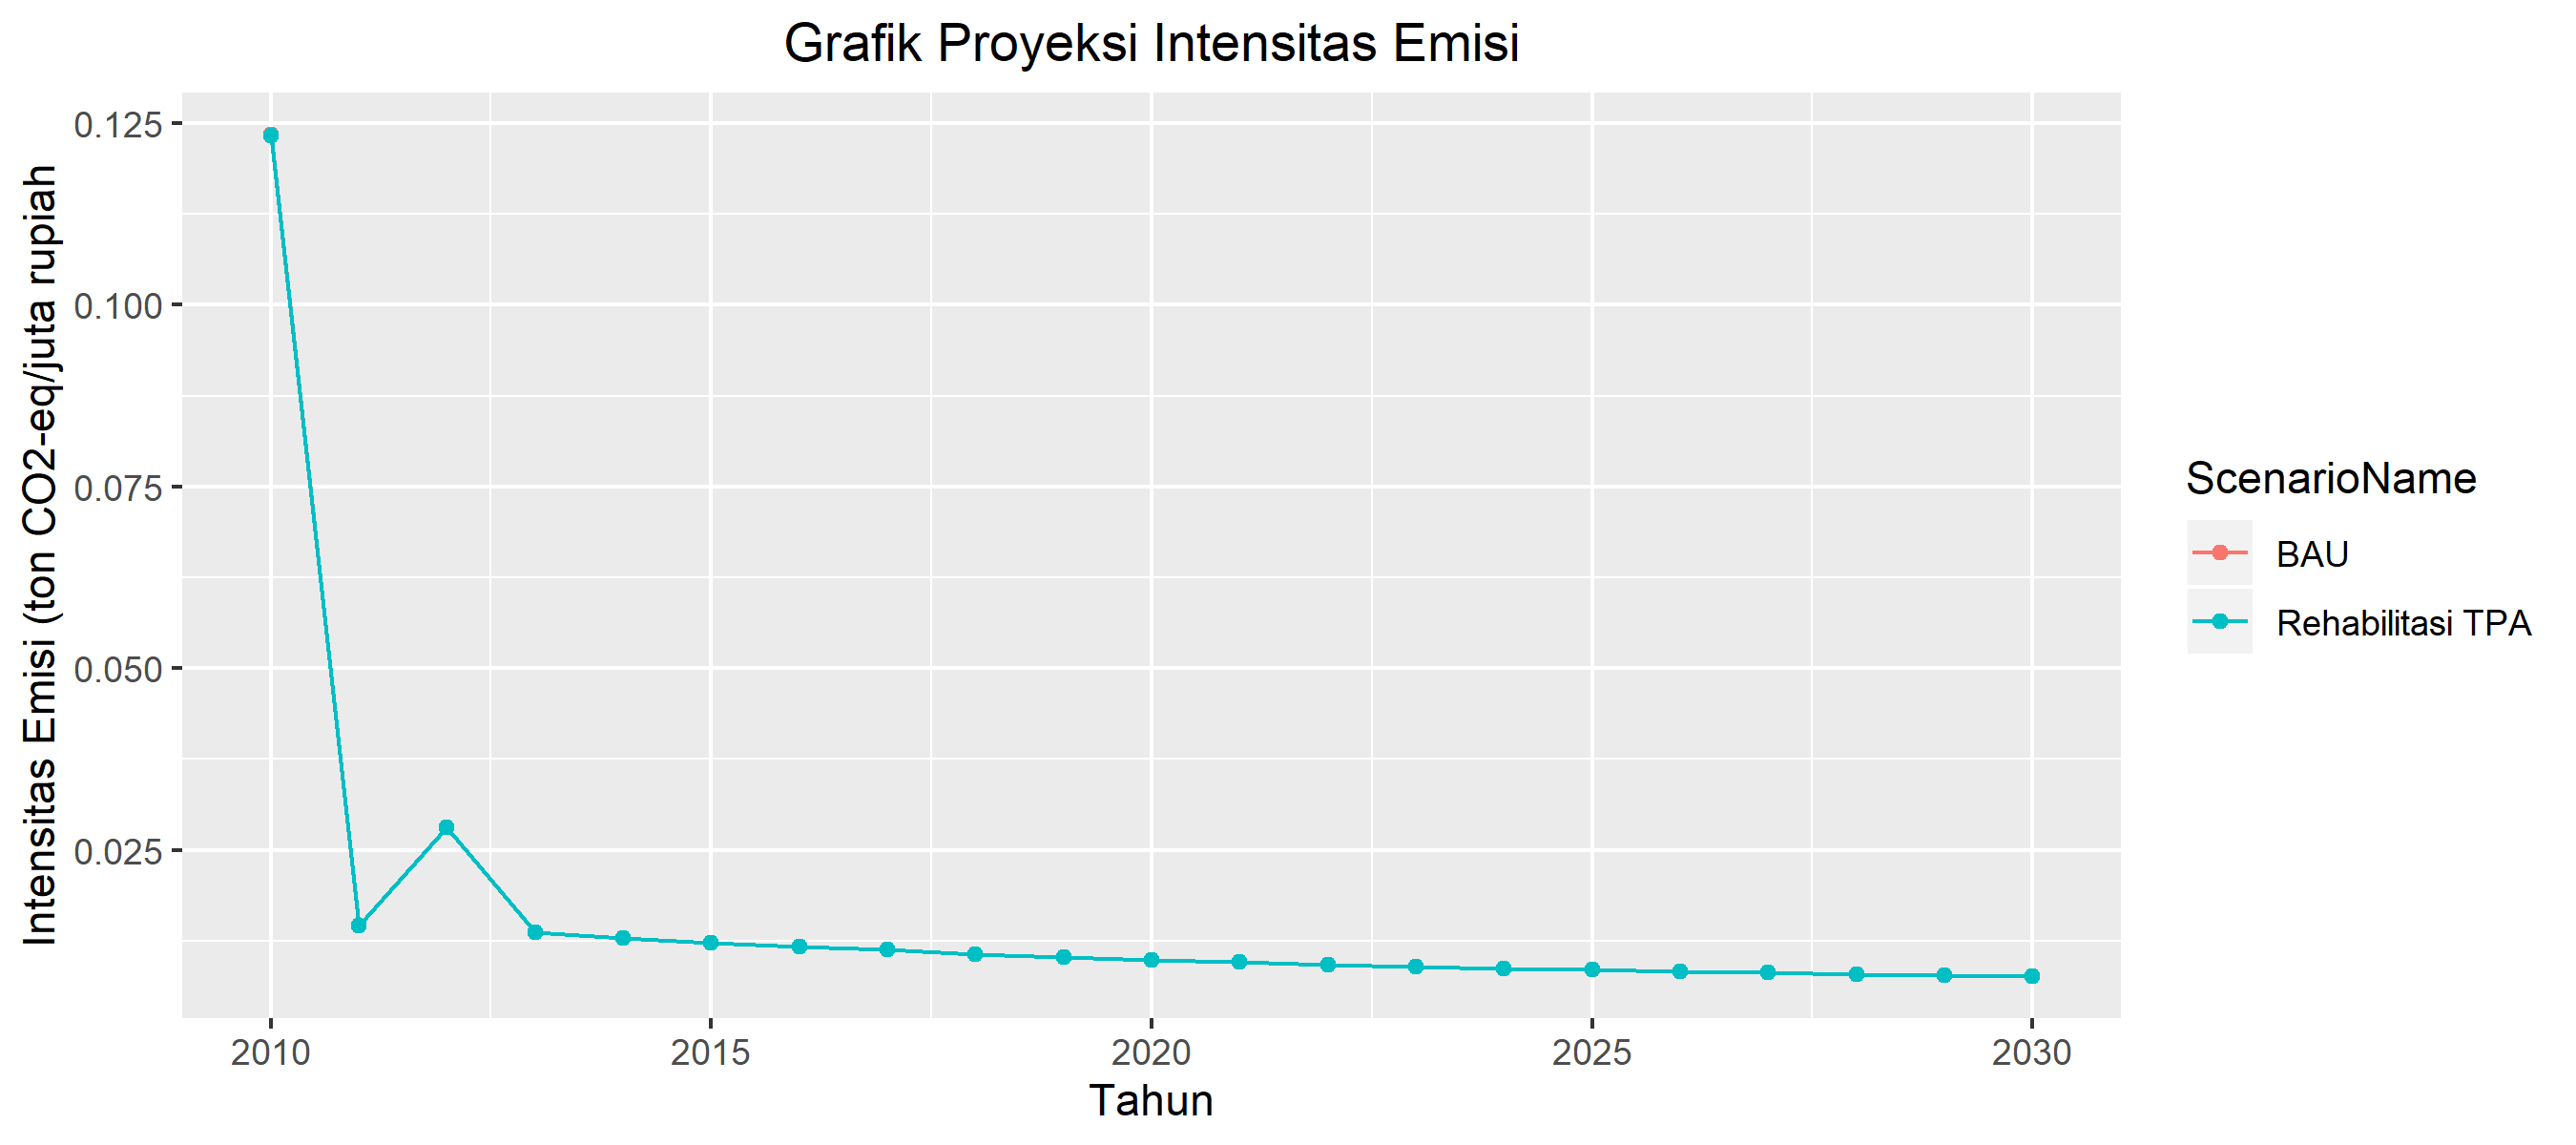 Grafik Proyeksi Intensitas Emisi
Intensitas Emisi (ton CO2-eq/juta rupiah
0.125
0.100
0.075
0.050
0.025
2010
2015
2020
2025
2030
Tahun
ScenarioName
BAU
Rehabilitasi TPA